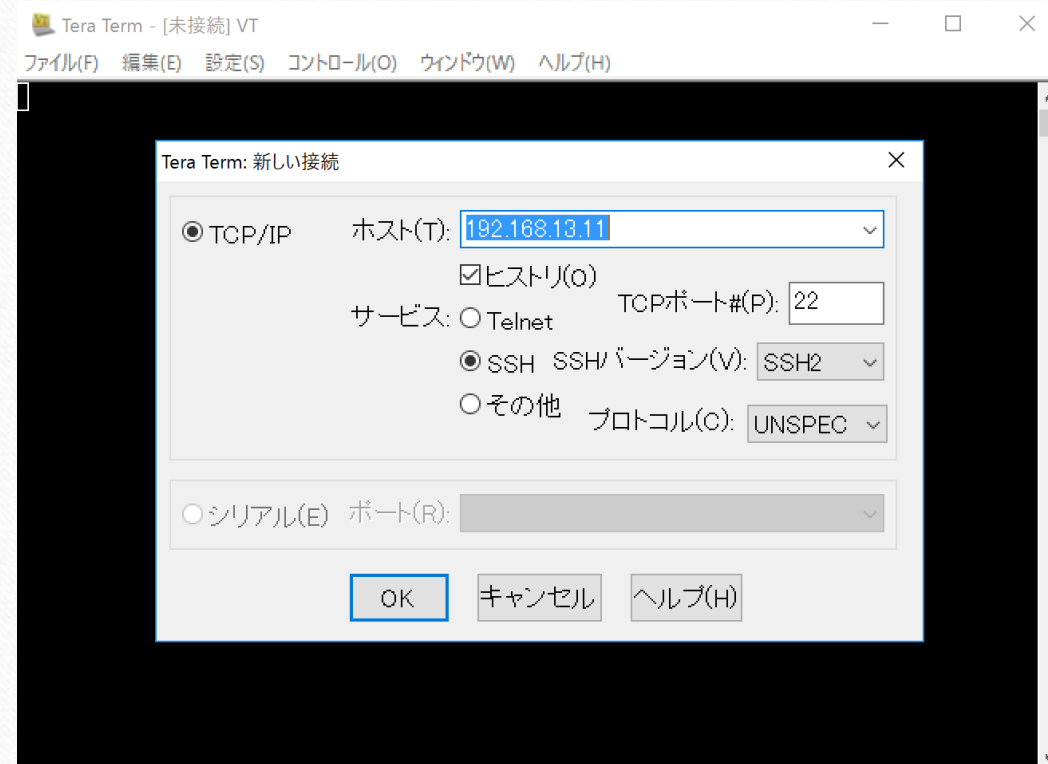 Tera Term - [未接続] VT
ファイル(F) 編集(E) 設定(S) コントロール(O) ウィンドウ(W) ヘルプ(H)
Tera Term: 新しい接続
TCP/IP ホスト(T): 192.168.13.11
ヒストリ(O)
サービス: Telnet TCPポート#(P): 22
SSH SSHバージョン(V): SSH2
その他 プロトコル(C): UNSPEC
シリアル(E) ポート(R):
OK キャンセル ヘルプ(H)